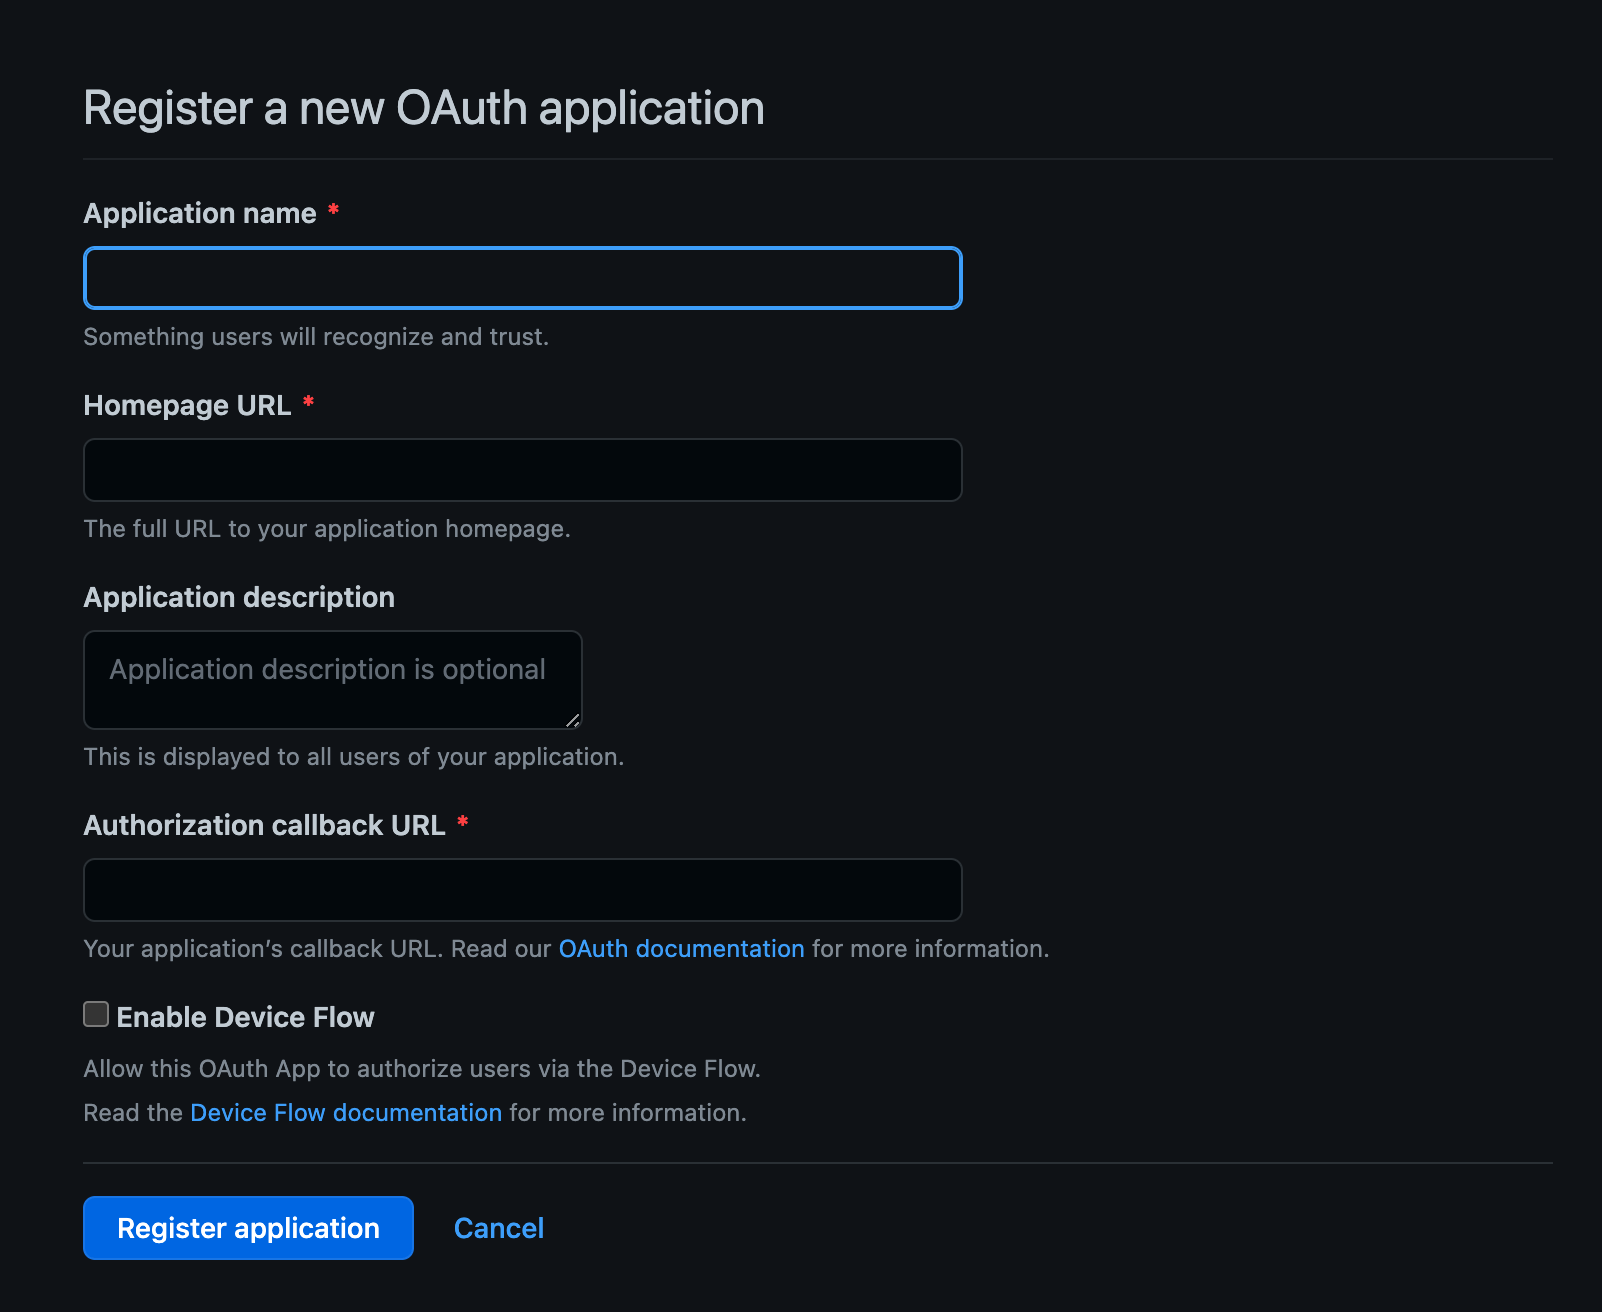 Register a new OAuth application
Application name *
Something users will recognize and trust.
Homepage URL *
The full URL to your application homepage.
Application description
Application description is optional
This is displayed to all users of your application.
Authorization callback URL *
Your application’s callback URL. Read our OAuth documentation for more information.
Enable Device Flow
Allow this OAuth App to authorize users via the Device Flow.
Read the Device Flow documentation for more information.
Register application Cancel